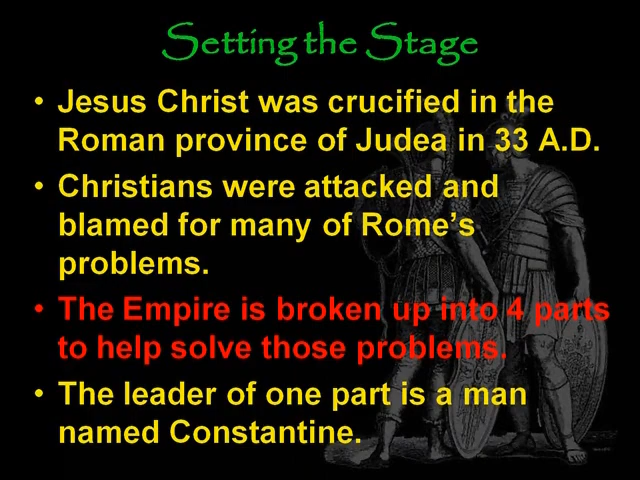 Setting the Stage
• Jesus Christ was crucified in the
Roman province of Judea in 33 A.D.
• Christians were attacked and
blamed for many of Rome's
problems.
• The Empire is broken up into 4 parts
to help solve those problems.
• The leader of one part is a man
named Constantine.